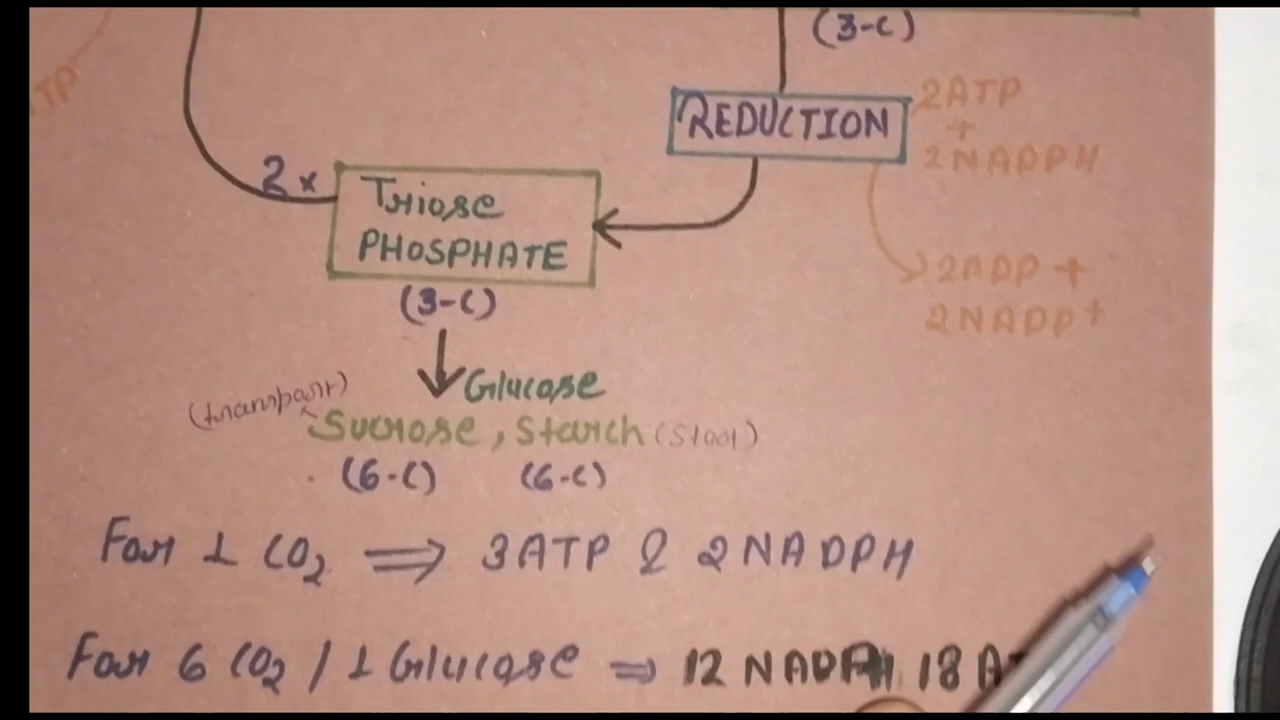 (3-C)
TP
REDUCTION
2ATP
+
2NADPH
2 x
Triose
PHOSPHATE
(3-C)
2ADP +
2NADP+
Glucose
(transport)
Sucrose, Starch (Stool)
(6-C) (6-C)
For 1 CO2 ⇒ 3ATP & 2NADPH
For 6 CO2 / 1 Glucose ⇒ 12 NADPH 18 A